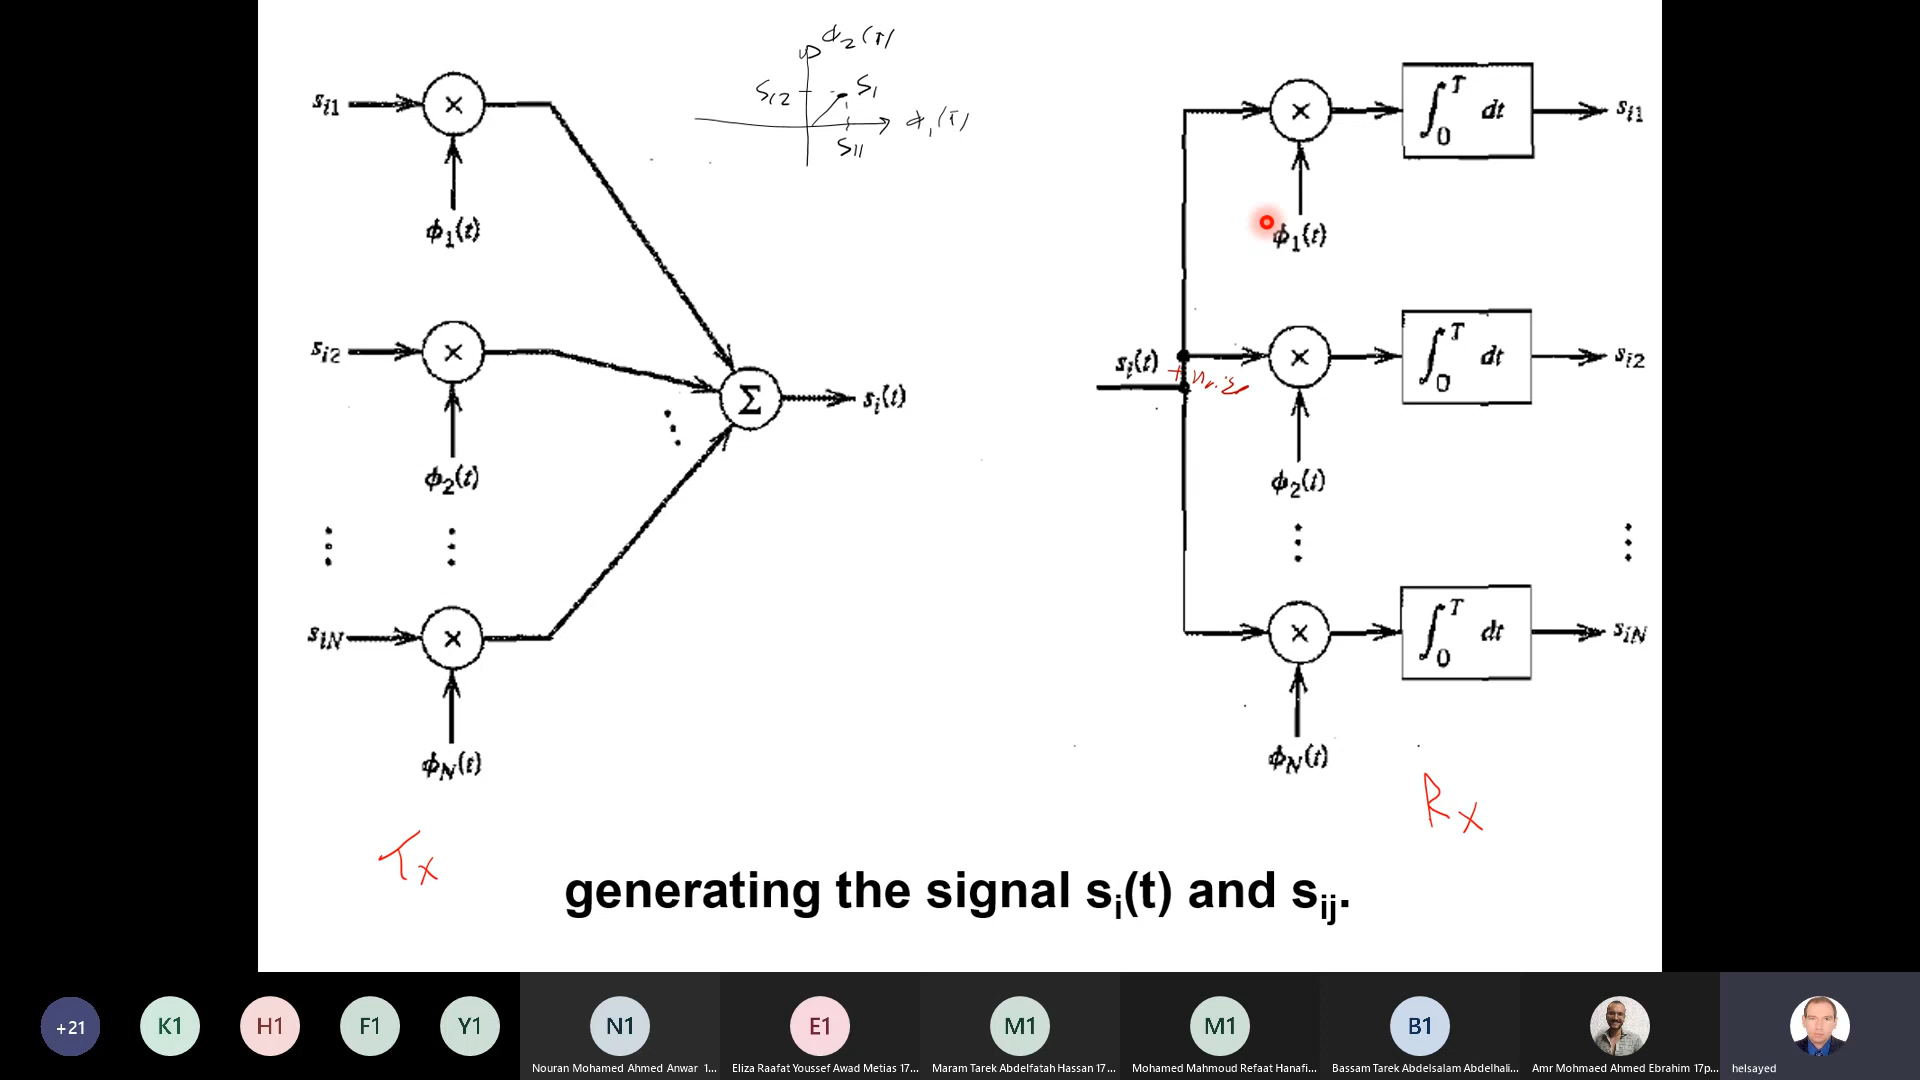 ϕ2(T)
si1
×
S12
S1
ϕ1(T)
S11
×
∫0T dt
si1
ϕ1(t)
ϕ1(t)
si2
×
Σ
si(t)
si(t)
+ noise
×
∫0T dt
si2
ϕ2(t)
ϕ2(t)
siN
×
×
∫0T dt
siN
ϕN(t)
ϕN(t)
Tx
Rx
generating the signal si(t) and sij.
+21
K1
H1
F1
Y1
N1
E1
M1
M1
B1
Nouran Mohamed Ahmed Anwar 1...
Eliza Raafat Youssef Awad Metias 17...
Maram Tarek Abdelfatah Hassan 17...
Mohamed Mahmoud Refaat Hanafi...
Bassam Tarek Abdelsalam Abdelhali...
Amr Mohmaed Ahmed Ebrahim 17p...
helsayed